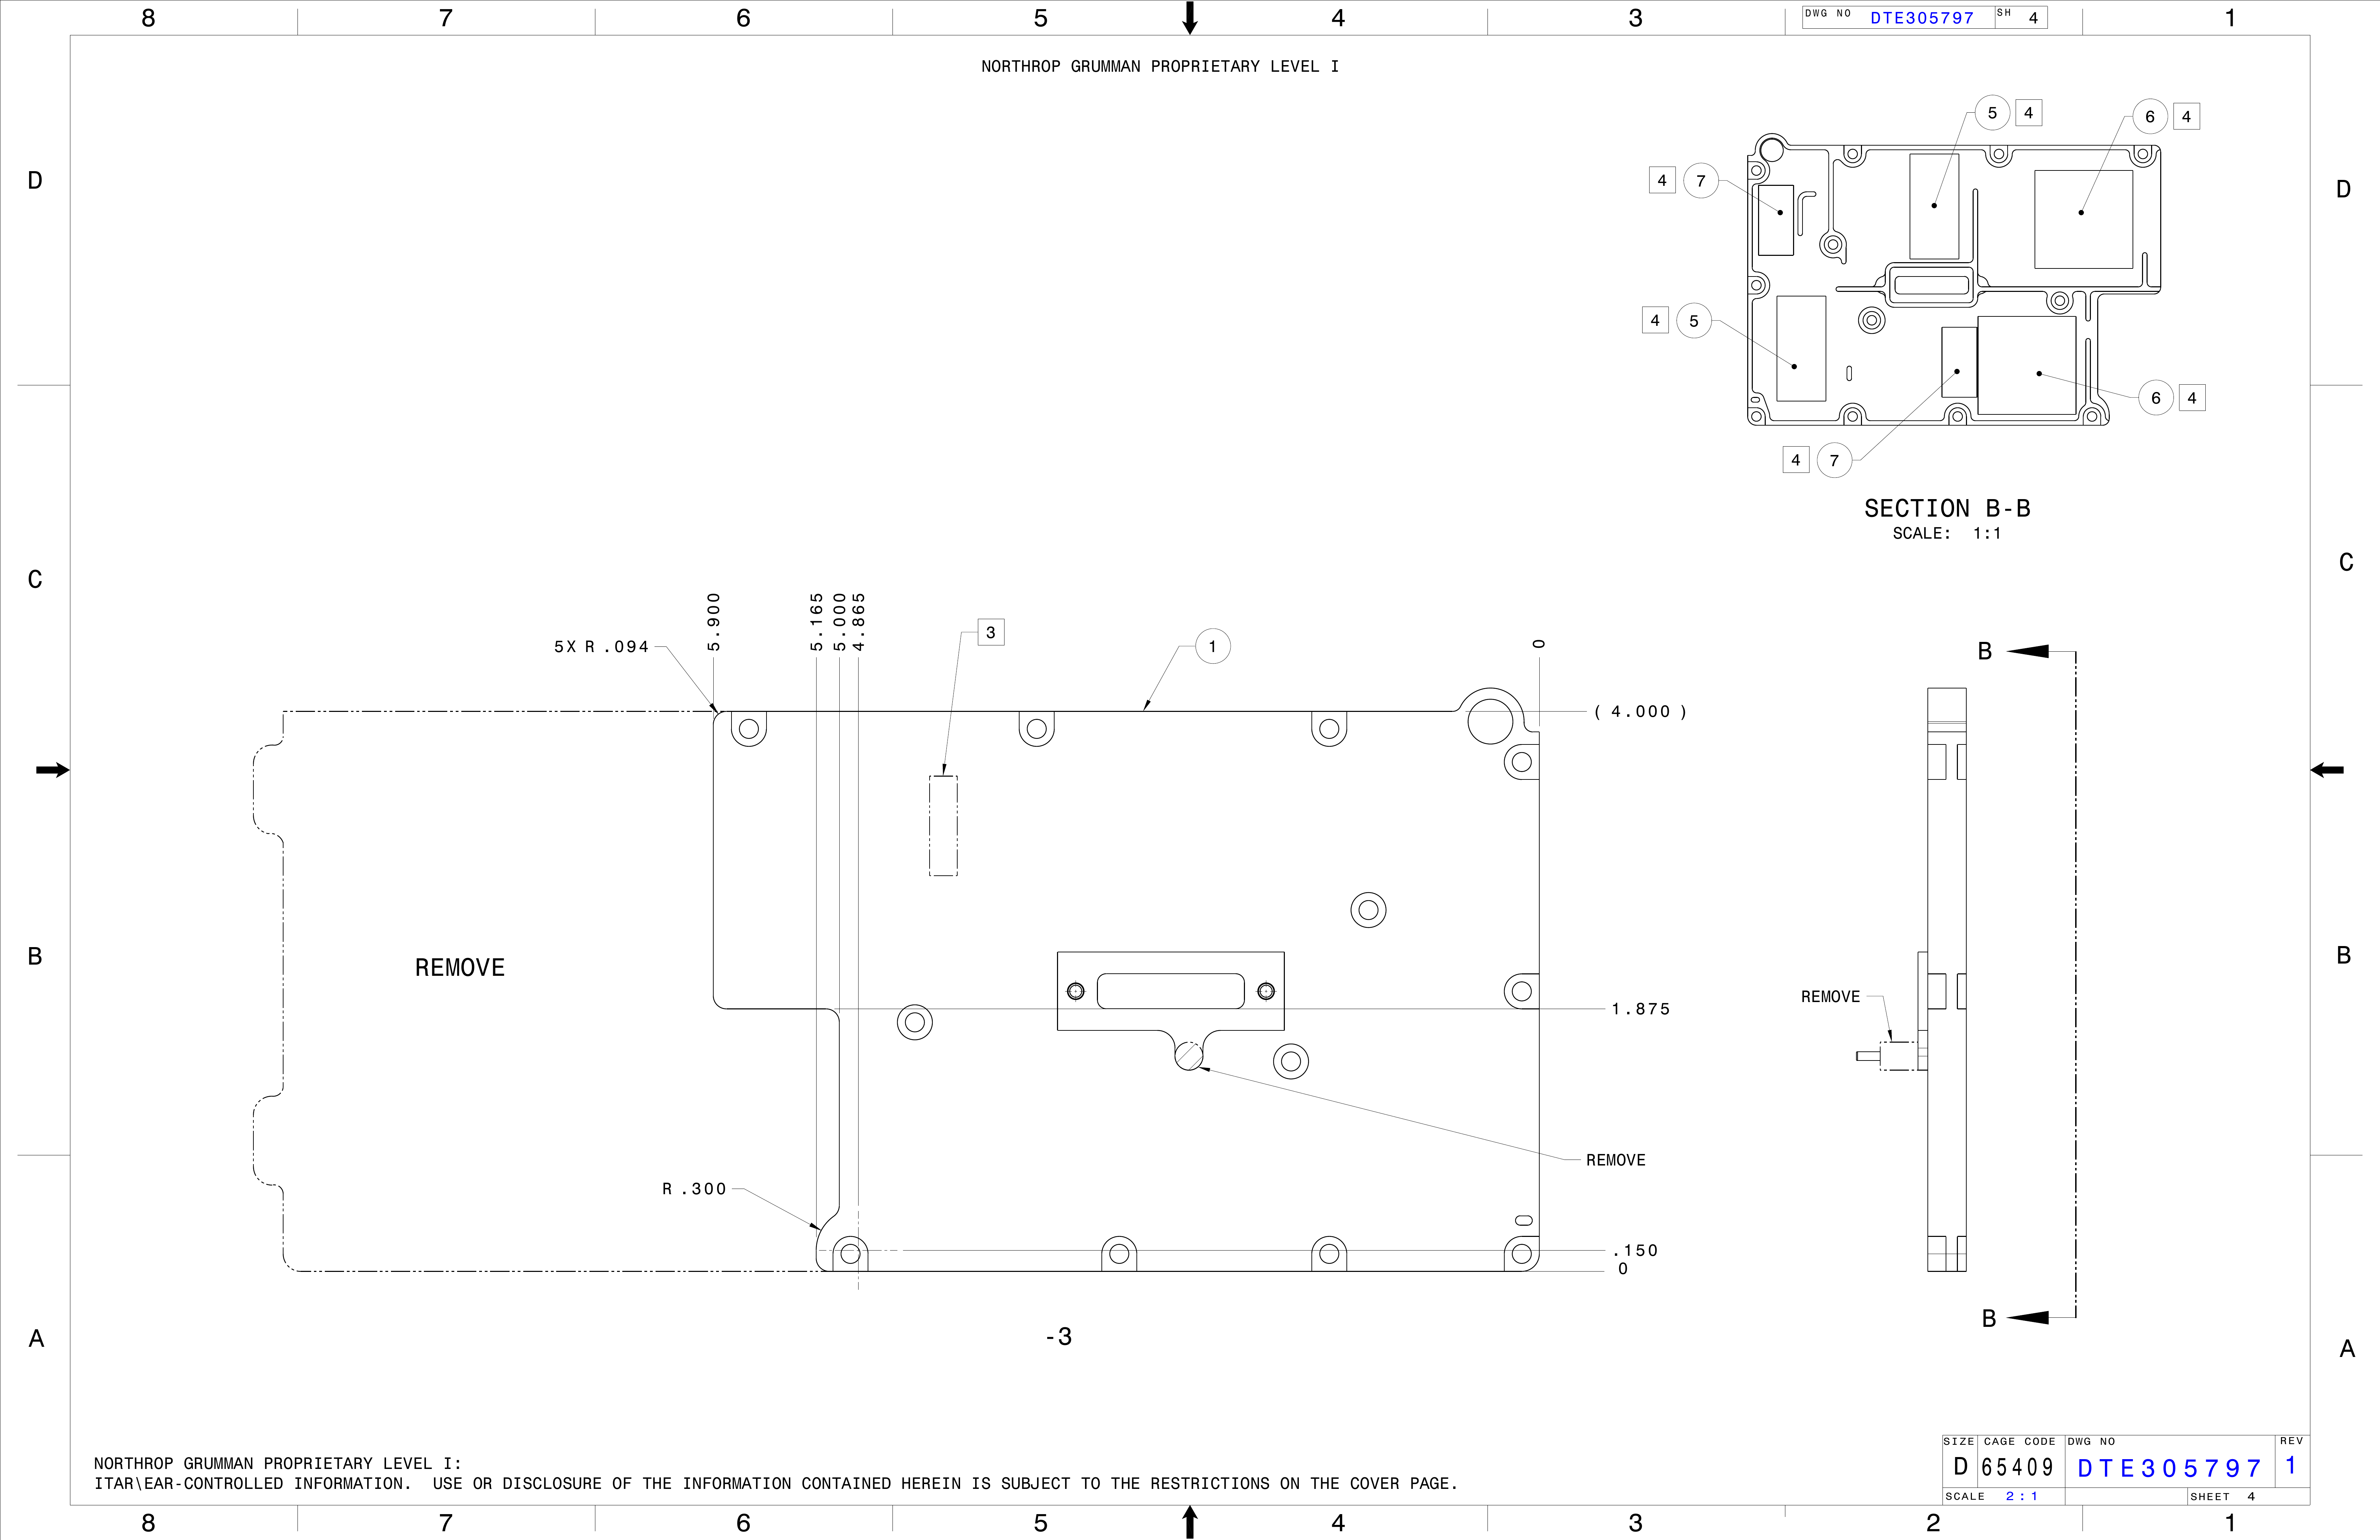 8 7 6 5 4 3 1
DWG NO DTE305797 SH 4
NORTHROP GRUMMAN PROPRIETARY LEVEL I
5 4
6 4
D
4 7
D
4 5
6 4
4 7
SECTION B-B
SCALE: 1:1
C
C
5.900
5.165
5.000
4.865
0
3
5X R .094
1
B
( 4.000 )
B
REMOVE
B
REMOVE
1.875
REMOVE
R .300
.150
0
B
A
-3
A
NORTHROP GRUMMAN PROPRIETARY LEVEL I:
ITAR\EAR-CONTROLLED INFORMATION. USE OR DISCLOSURE OF THE INFORMATION CONTAINED HEREIN IS SUBJECT TO THE RESTRICTIONS ON THE COVER PAGE.
SIZE CAGE CODE DWG NO REV
D 65409 DTE305797 1
SCALE 2:1 SHEET 4
8 7 6 5 4 3 2 1